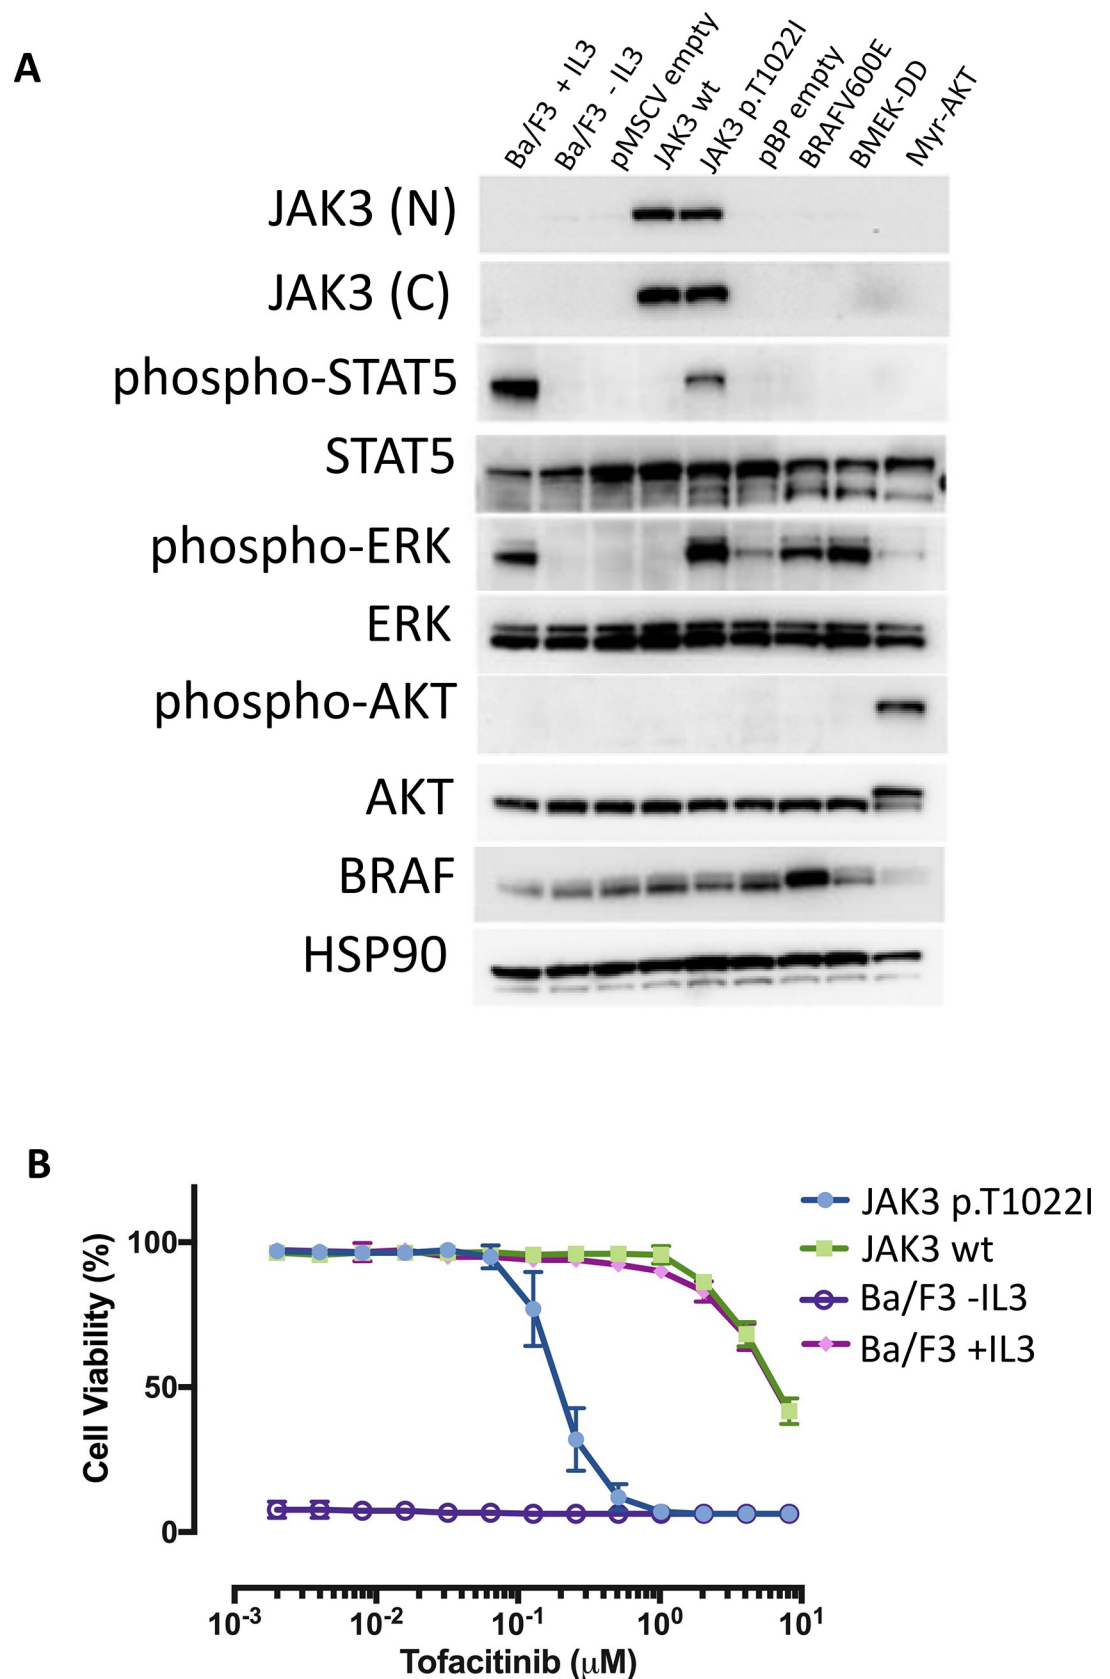 A
Ba/F3 + IL3
Ba/F3 - IL3
pMSCV empty
JAK3 wt
JAK3 p.T1022I
pBP empty
BRAFV600E
BMEK-DD
Myr-AKT
JAK3 (N)
JAK3 (C)
phospho-STAT5
STAT5
phospho-ERK
ERK
phospho-AKT
AKT
BRAF
HSP90
B
JAK3 p.T1022I
JAK3 wt
Ba/F3 -IL3
Ba/F3 +IL3
Cell Viability (%)
100
50
0
10⁻³ 10⁻² 10⁻¹ 10⁰ 10¹
Tofacitinib (μM)